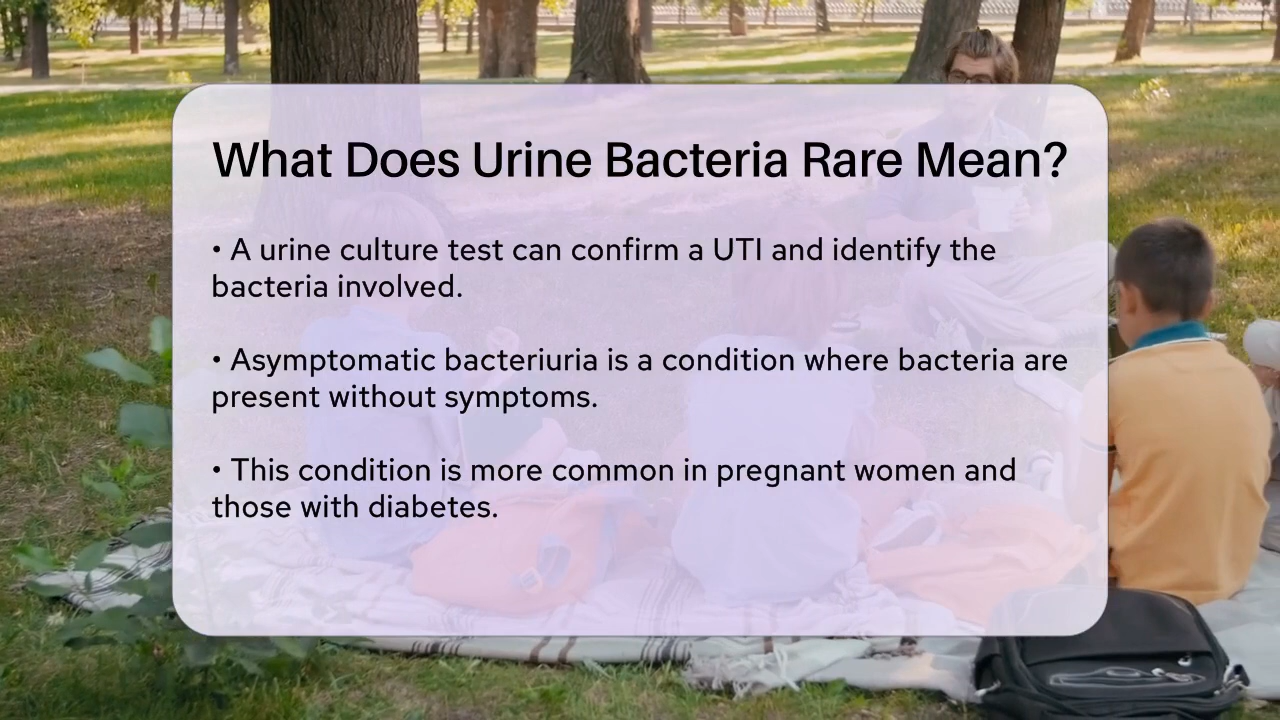 What Does Urine Bacteria Rare Mean?
• A urine culture test can confirm a UTI and identify the
bacteria involved.
• Asymptomatic bacteriuria is a condition where bacteria are
present without symptoms.
• This condition is more common in pregnant women and
those with diabetes.